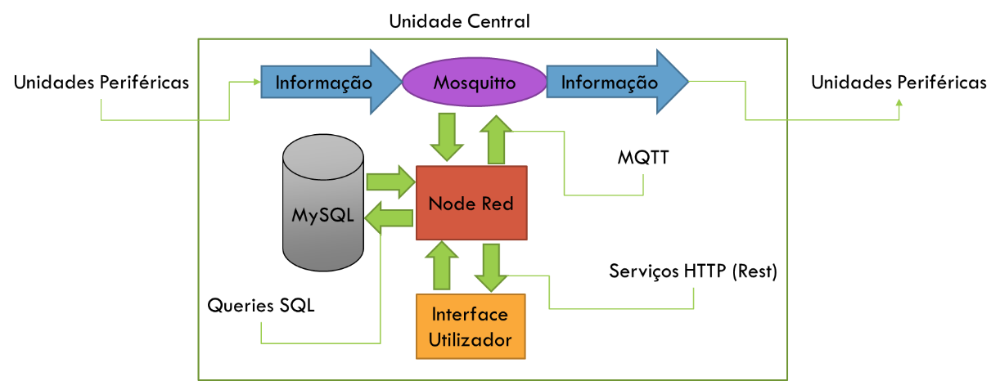 Unidade Central
Unidades Periféricas
Informação
Mosquitto
Informação
Unidades Periféricas
MQTT
MySQL
Node Red
Serviços HTTP (Rest)
Queries SQL
Interface
Utilizador